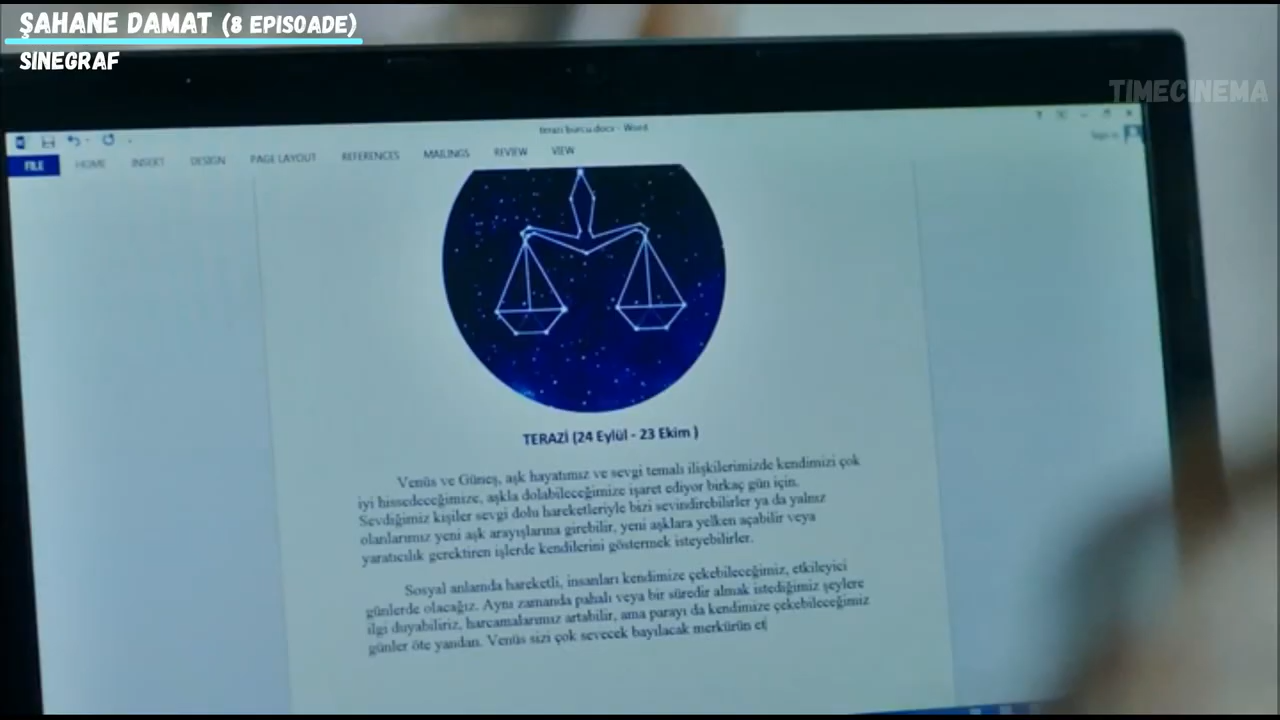 ŞAHANE DAMAT (8 EPISOADE)
SINEGRAF
TIMECINEMA
terazi burcu.docx - Word
Sign in
FILE HOME INSERT DESIGN PAGE LAYOUT REFERENCES MAILINGS REVIEW VIEW
TERAZİ (24 Eylül - 23 Ekim )
Venüs ve Güneş, aşk hayatımız ve sevgi temalı ilişkilerimizde kendimizi çok
iyi hissedeceğimize, aşkla dolabileceğimize işaret ediyor birkaç gün için.
Sevdiğimiz kişiler sevgi dolu hareketleriyle bizi sevindirebilirler ya da yalnız
olanlarımız yeni aşk arayışlarına girebilir, yeni aşklara yelken açabilir veya
yaratıcılık gerektiren işlerde kendilerini göstermek isteyebilirler.
Sosyal anlamda hareketli, insanları kendimize çekebileceğimiz, etkileyici
günlerde olacağız. Aynı zamanda pahalı veya bir süredir almak istediğimiz şeylere
ilgi duyabiliriz, harcamalarımız artabilir, ama parayı da kendimize çekebileceğimiz
günler öte yandan. Venüs sizi çok sevecek bayılacak merkürün et